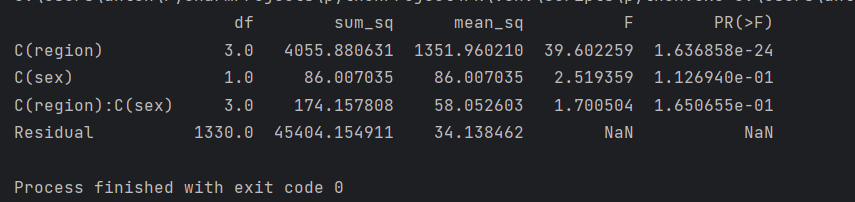 df sum_sq mean_sq F PR(>F)
C(region) 3.0 4055.880631 1351.960210 39.602259 1.636858e-24
C(sex) 1.0 86.007035 86.007035 2.519359 1.126940e-01
C(region):C(sex) 3.0 174.157808 58.052603 1.700504 1.650655e-01
Residual 1330.0 45404.154911 34.138462 NaN NaN
Process finished with exit code 0